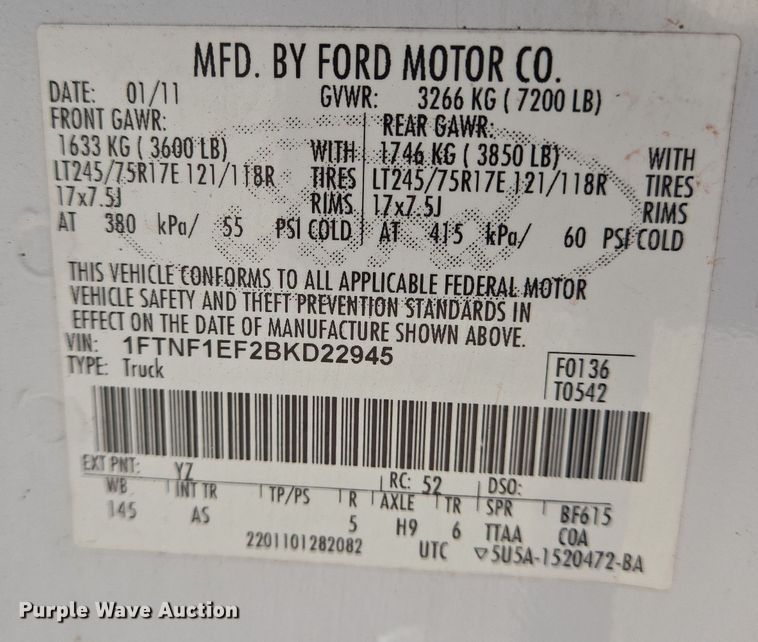 MFD. BY FORD MOTOR CO.
DATE: 01/11 GVWR: 3266 KG ( 7200 LB)
FRONT GAWR: REAR GAWR:
1633 KG ( 3600 LB) WITH 1746 KG ( 3850 LB) WITH
LT245/75R17E 121/118R TIRES LT245/75R17E 121/118R TIRES
17x7.5J RIMS 17x7.5J RIMS
AT 380 kPa/ 55 PSI COLD AT 415 kPa/ 60 PSI COLD
THIS VEHICLE CONFORMS TO ALL APPLICABLE FEDERAL MOTOR
VEHICLE SAFETY AND THEFT PREVENTION STANDARDS IN
EFFECT ON THE DATE OF MANUFACTURE SHOWN ABOVE.
VIN: 1FTNF1EF2BKD22945
TYPE: Truck
F0136
T0542
EXT PNT: YZ RC: 52 DSO:
WB INT TR TP/PS R AXLE TR SPR BF615
145 AS 5 H9 6 TTAA COA
2201101282082 UTC ▽5U5A-1520472-BA
Purple Wave Auction